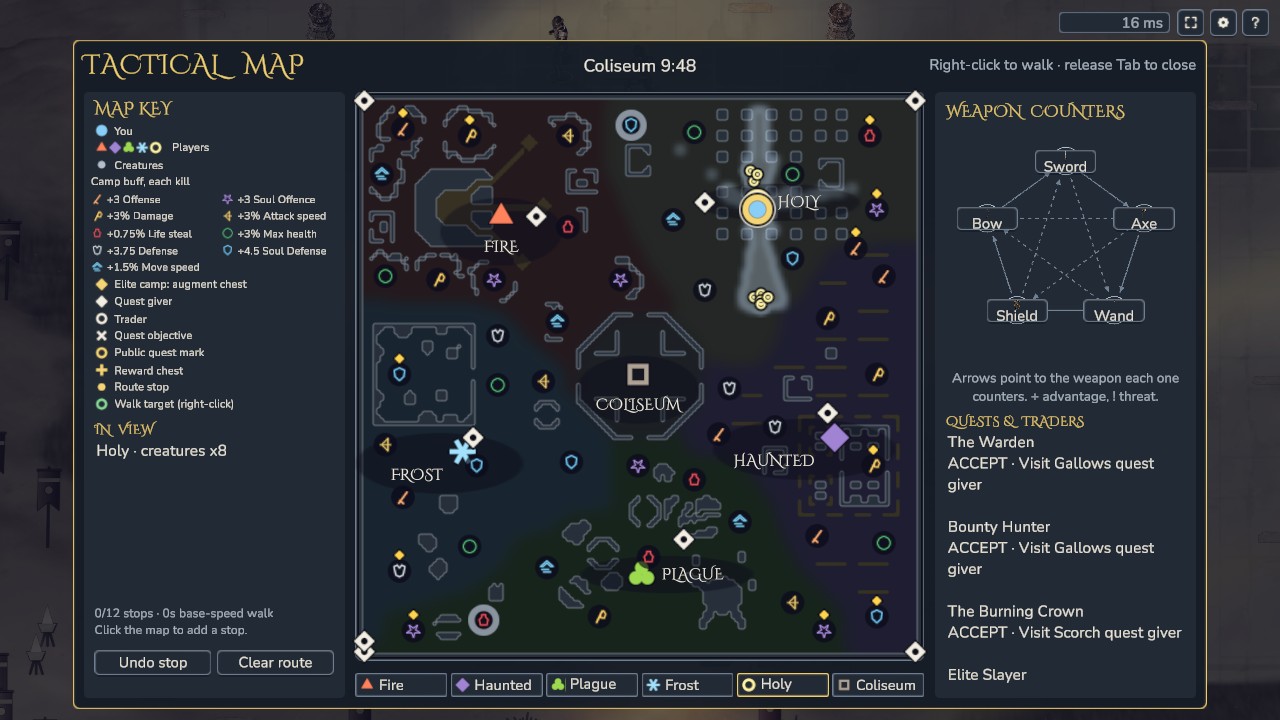 16 ms
?
TACTICAL MAP
Coliseum 9:48
Right-click to walk · release Tab to close
MAP KEY
You
Players
Creatures
Camp buff, each kill
+3 Offense
+3 Soul Offence
+3% Damage
+3% Attack speed
+0.75% Life steal
+3% Max health
+3.75 Defense
+4.5 Soul Defense
+1.5% Move speed
Elite camp: augment chest
Quest giver
Trader
Quest objective
Public quest mark
Reward chest
Route stop
Walk target (right-click)
IN VIEW
Holy · creatures x8
0/12 stops · 0s base-speed walk
Click the map to add a stop.
Undo stop
Clear route
HOLY
FIRE
COLISEUM
HAUNTED
FROST
PLAGUE
Fire
Haunted
Plague
Frost
Holy
Coliseum
WEAPON COUNTERS
Sword
Bow
Axe
Shield
Wand
Arrows point to the weapon each one
counters. + advantage, ! threat.
QUESTS & TRADERS
The Warden
ACCEPT · Visit Gallows quest
giver
Bounty Hunter
ACCEPT · Visit Gallows quest
giver
The Burning Crown
ACCEPT · Visit Scorch quest giver
Elite Slayer